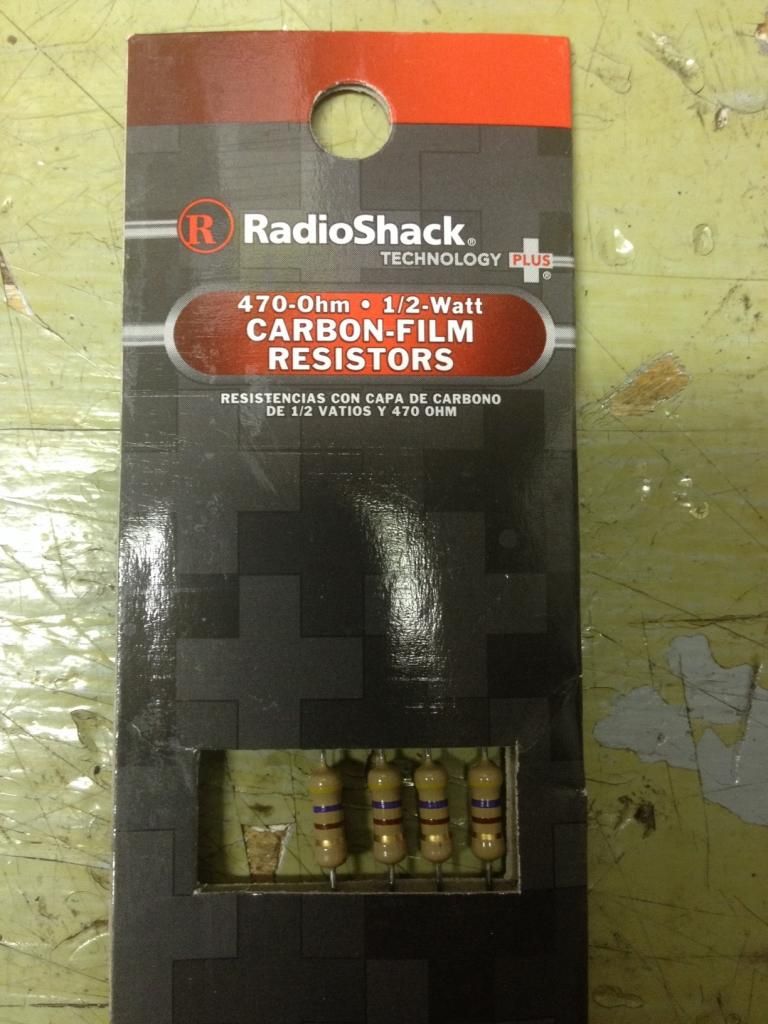 R RadioShack®
TECHNOLOGY PLUS®
470-Ohm • 1/2-Watt
CARBON-FILM
RESISTORS
RESISTENCIAS CON CAPA DE CARBONO
DE 1/2 VATIOS Y 470 OHM